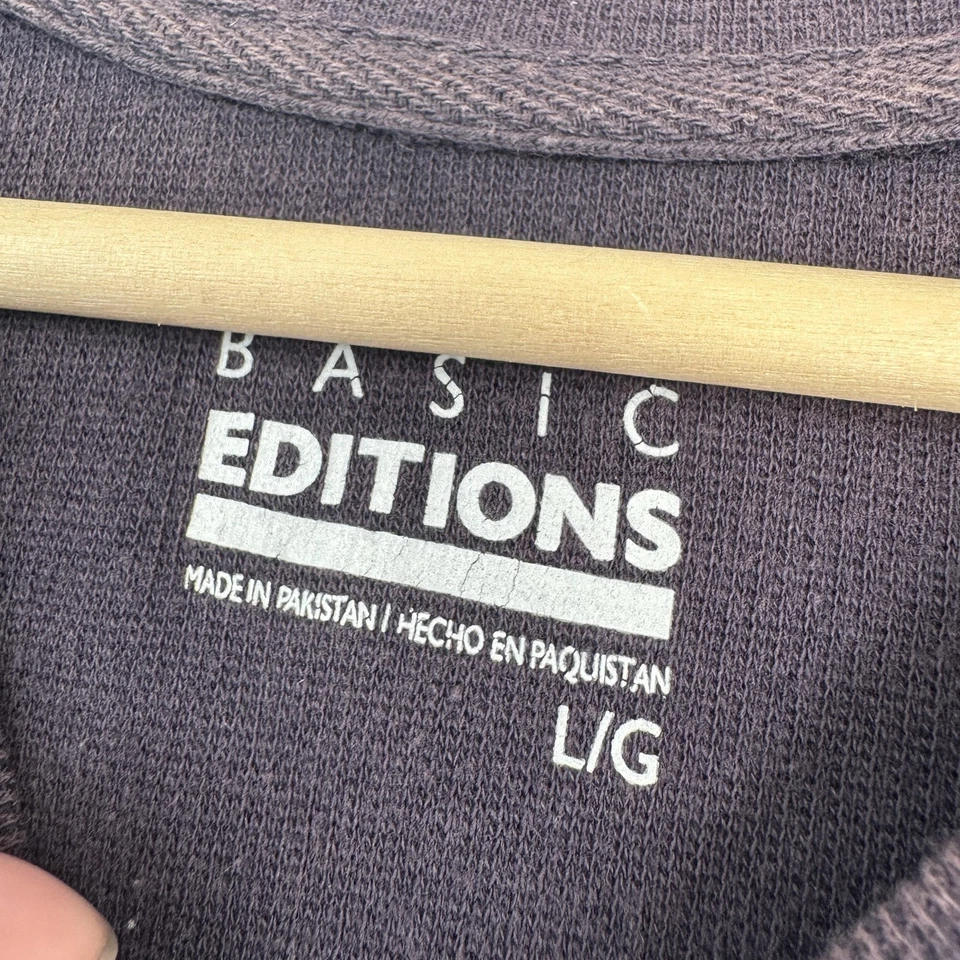 BASIC
EDITIONS
MADE IN PAKISTAN / HECHO EN PAQUISTAN
L/G